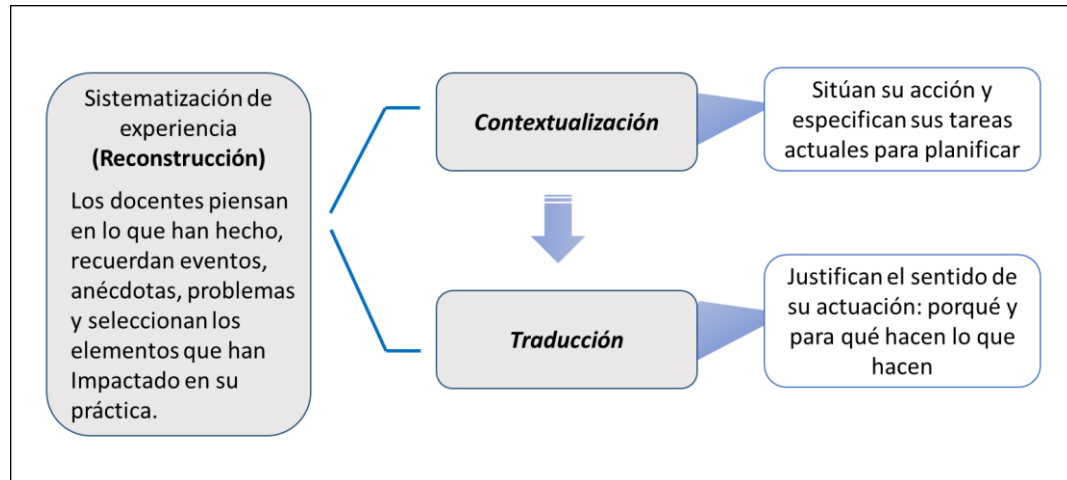 Sistematización de
experiencia
(Reconstrucción)
Los docentes piensan
en lo que han hecho,
recuerdan eventos,
anécdotas, problemas
y seleccionan los
elementos que han
Impactado en su
práctica.
Contextualización
Sitúan su acción y
especifican sus tareas
actuales para planificar
Traducción
Justifican el sentido de
su actuación: porqué y
para qué hacen lo que
hacen